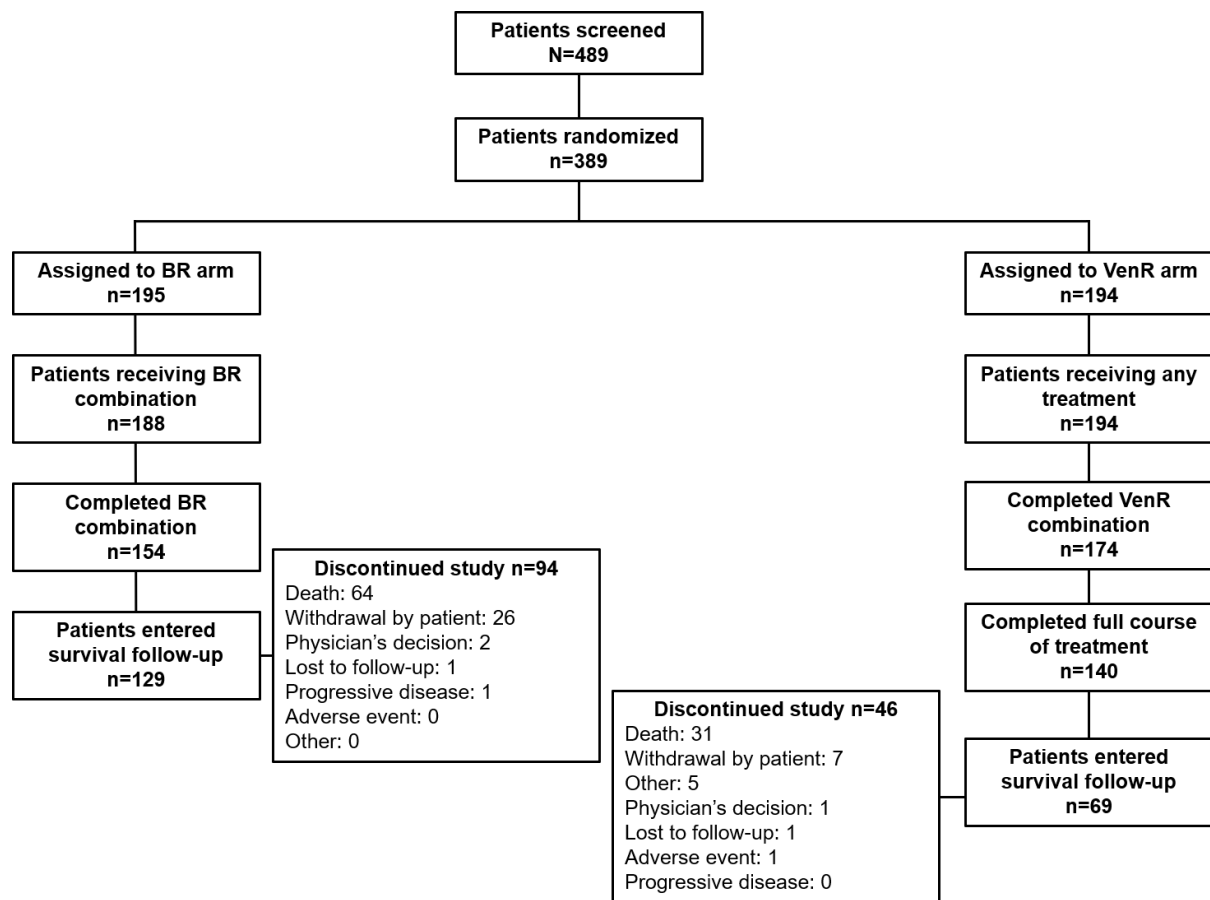 Patients screened
N=489
Patients randomized
n=389
Assigned to BR arm
n=195
Patients receiving BR
combination
n=188
Completed BR
combination
n=154
Patients entered
survival follow-up
n=129
Discontinued study n=94
Death: 64
Withdrawal by patient: 26
Physician’s decision: 2
Lost to follow-up: 1
Progressive disease: 1
Adverse event: 0
Other: 0
Assigned to VenR arm
n=194
Patients receiving any
treatment
n=194
Completed VenR
combination
n=174
Completed full course
of treatment
n=140
Patients entered
survival follow-up
n=69
Discontinued study n=46
Death: 31
Withdrawal by patient: 7
Other: 5
Physician’s decision: 1
Lost to follow-up: 1
Adverse event: 1
Progressive disease: 0